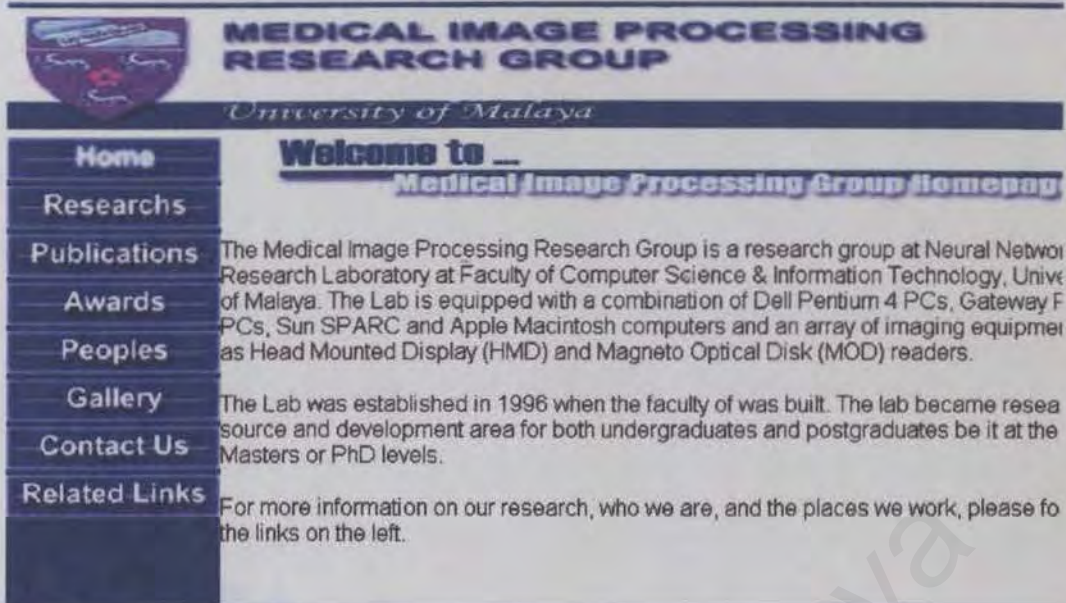 MEDICAL IMAGE PROCESSING
RESEARCH GROUP
University of Malaya
Home
Researchs
Publications
Awards
Peoples
Gallery
Contact Us
Related Links
Welcome to ...
Medical Image Processing Group Homepag
The Medical Image Processing Research Group is a research group at Neural Networ
Research Laboratory at Faculty of Computer Science & Information Technology, Unive
of Malaya. The Lab is equipped with a combination of Dell Pentium 4 PCs, Gateway P
PCs, Sun SPARC and Apple Macintosh computers and an array of imaging equipmen
as Head Mounted Display (HMD) and Magneto Optical Disk (MOD) readers.
The Lab was established in 1996 when the faculty of was built. The lab became resea
source and development area for both undergraduates and postgraduates be it at the
Masters or PhD levels.
For more information on our research, who we are, and the places we work, please fo
the links on the left.